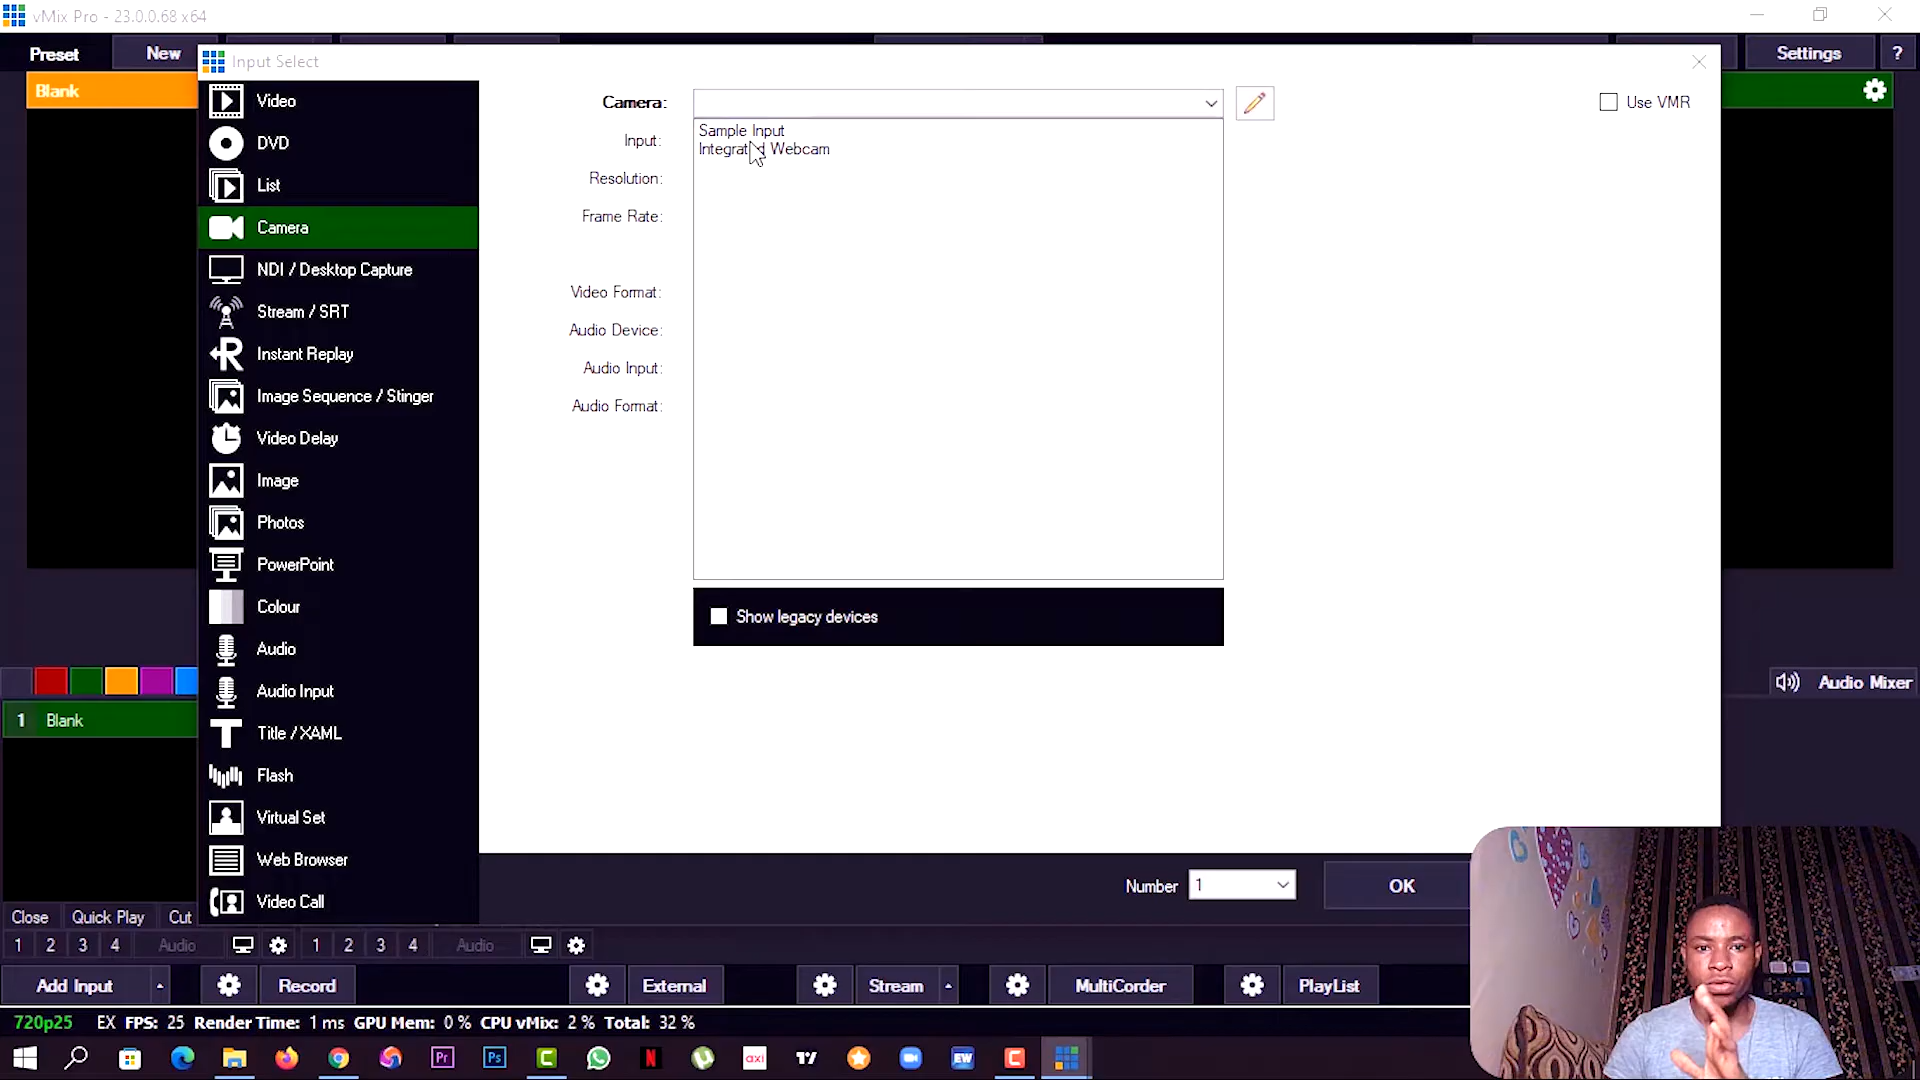 vMix Pro - 23.0.0.68 x64
Preset
New
Settings
?
Input Select
Blank
Video
DVD
List
Camera
NDI / Desktop Capture
Stream / SRT
Instant Replay
Image Sequence / Stinger
Video Delay
Image
Photos
PowerPoint
Colour
Audio
Audio Input
Title / XAML
Flash
Virtual Set
Web Browser
Video Call
Camera:
Use VMR
Input:
Sample Input
Integrated Webcam
Resolution:
Frame Rate:
Video Format:
Audio Device:
Audio Input:
Audio Format:
Show legacy devices
Audio Mixer
1 Blank
Number 1
OK
Close Quick Play Cut
1 2 3 4 Audio 1 2 3 4 Audio
Add Input Record External Stream MultiCorder PlayList
720p25 EX FPS: 25 Render Time: 1 ms GPU Mem: 0 % CPU vMix: 2 % Total: 32 %
Pr Ps C N axi EW C